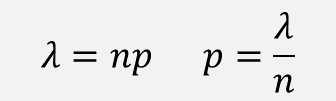 λ = np p = λ/n